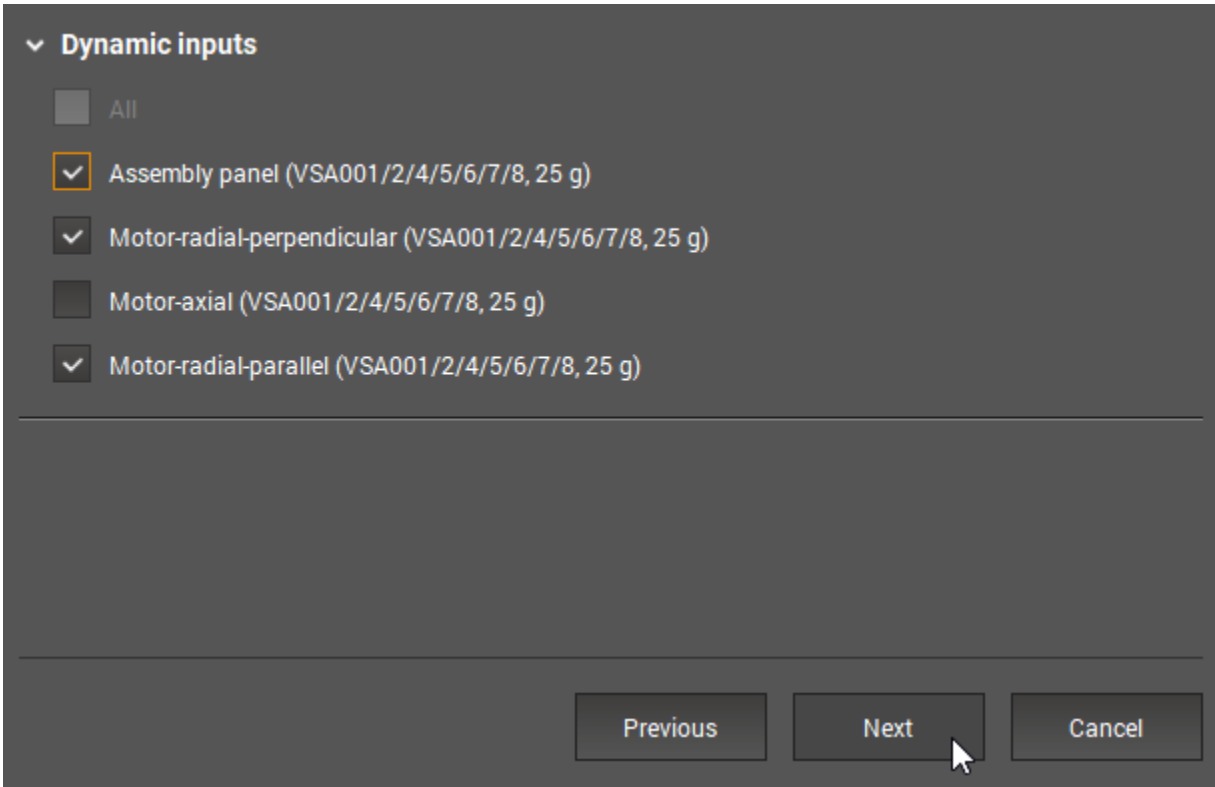 Dynamic inputs
All
Assembly panel (VSA001/2/4/5/6/7/8, 25 g)
Motor-radial-perpendicular (VSA001/2/4/5/6/7/8, 25 g)
Motor-axial (VSA001/2/4/5/6/7/8, 25 g)
Motor-radial-parallel (VSA001/2/4/5/6/7/8, 25 g)
Previous Next Cancel